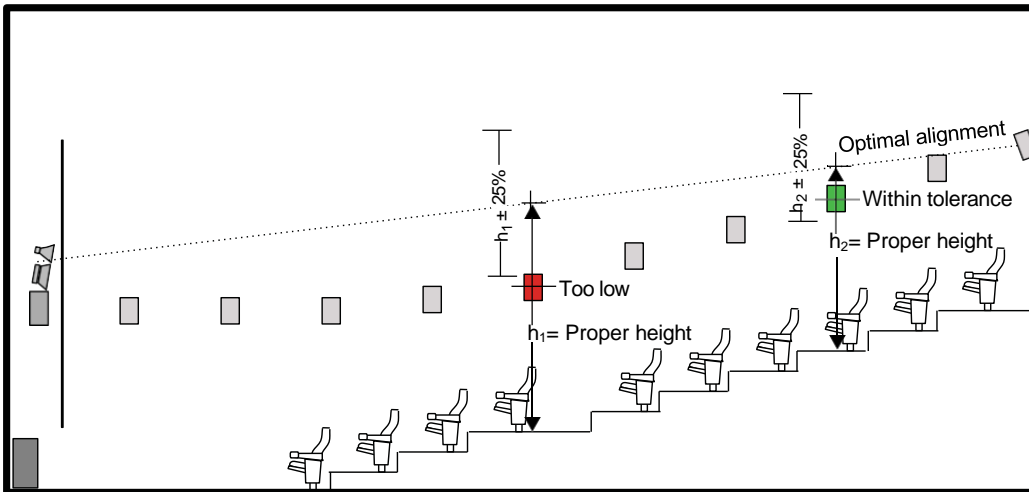 Optimal alignment
h₂ ± 25%
h₁ ± 25%
Within tolerance
h₂= Proper height
Too low
h₁= Proper height